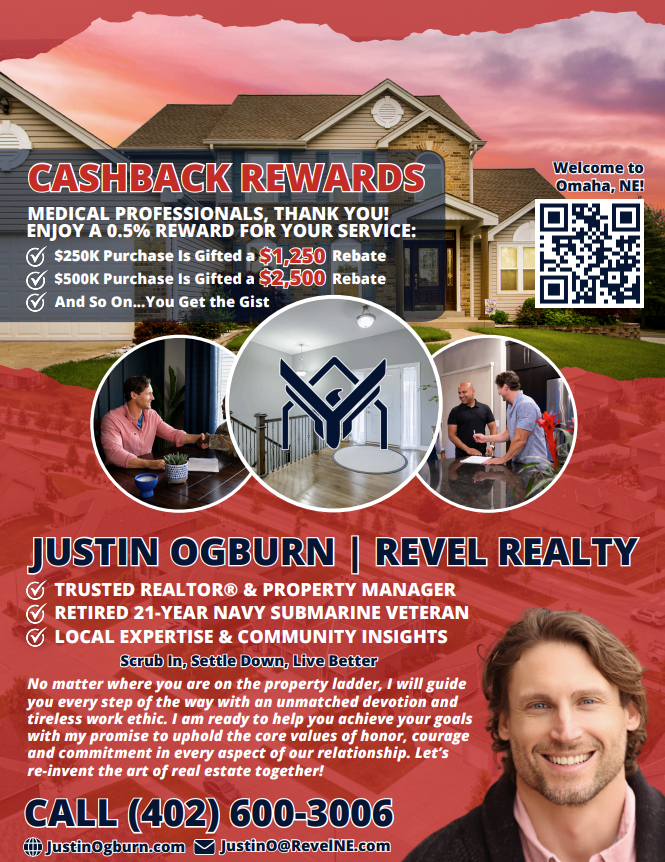 CASHBACK REWARDS
Welcome to
Omaha, NE!
MEDICAL PROFESSIONALS, THANK YOU!
ENJOY A 0.5% REWARD FOR YOUR SERVICE:
$250K Purchase Is Gifted a $1,250 Rebate
$500K Purchase Is Gifted a $2,500 Rebate
And So On...You Get the Gist
JUSTIN OGBURN | REVEL REALTY
TRUSTED REALTOR® & PROPERTY MANAGER
RETIRED 21-YEAR NAVY SUBMARINE VETERAN
LOCAL EXPERTISE & COMMUNITY INSIGHTS
Scrub In, Settle Down, Live Better
No matter where you are on the property ladder, I will guide
you every step of the way with an unmatched devotion and
tireless work ethic. I am ready to help you achieve your goals
with my promise to uphold the core values of honor, courage
and commitment in every aspect of our relationship. Let's
re-invent the art of real estate together!
CALL (402) 600-3006
JustinOgburn.com JustinO@RevelNE.com